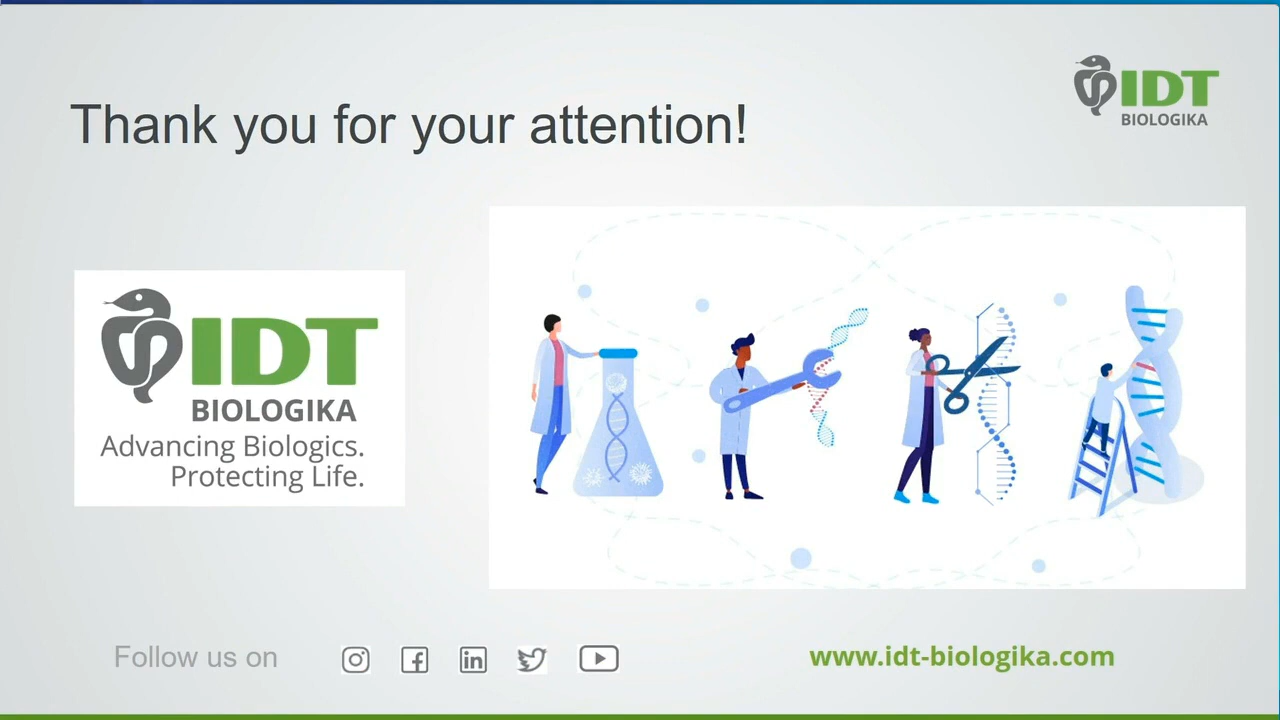 IDT
BIOLOGIKA
Thank you for your attention!
IDT
BIOLOGIKA
Advancing Biologics.
Protecting Life.
Follow us on
www.idt-biologika.com